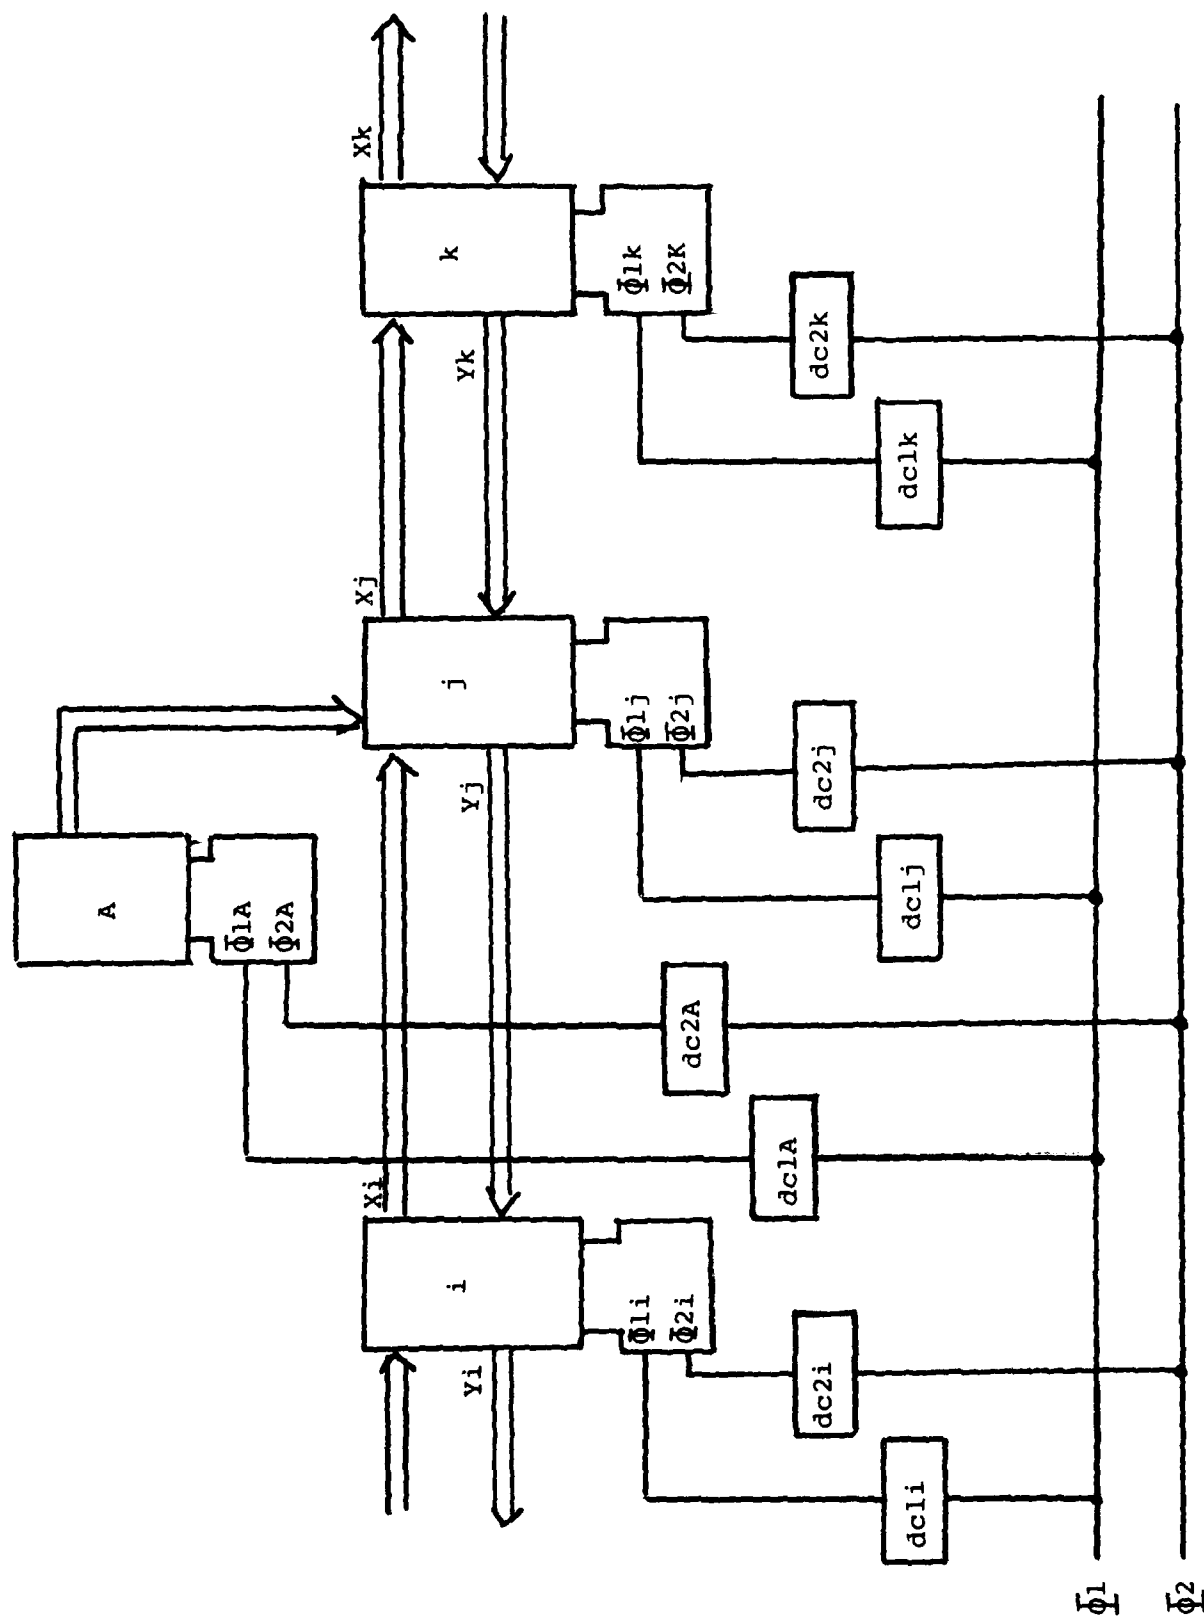 A
Φ1A
Φ2A
Xi Xj Xk
i j k
Yi Yj Yk
Φ1i Φ1j Φ1k
Φ2i Φ2j Φ2K
dc2A
dc1A
dc2i dc2j dc2k
dc1i dc1j dc1k
Φ1
Φ2